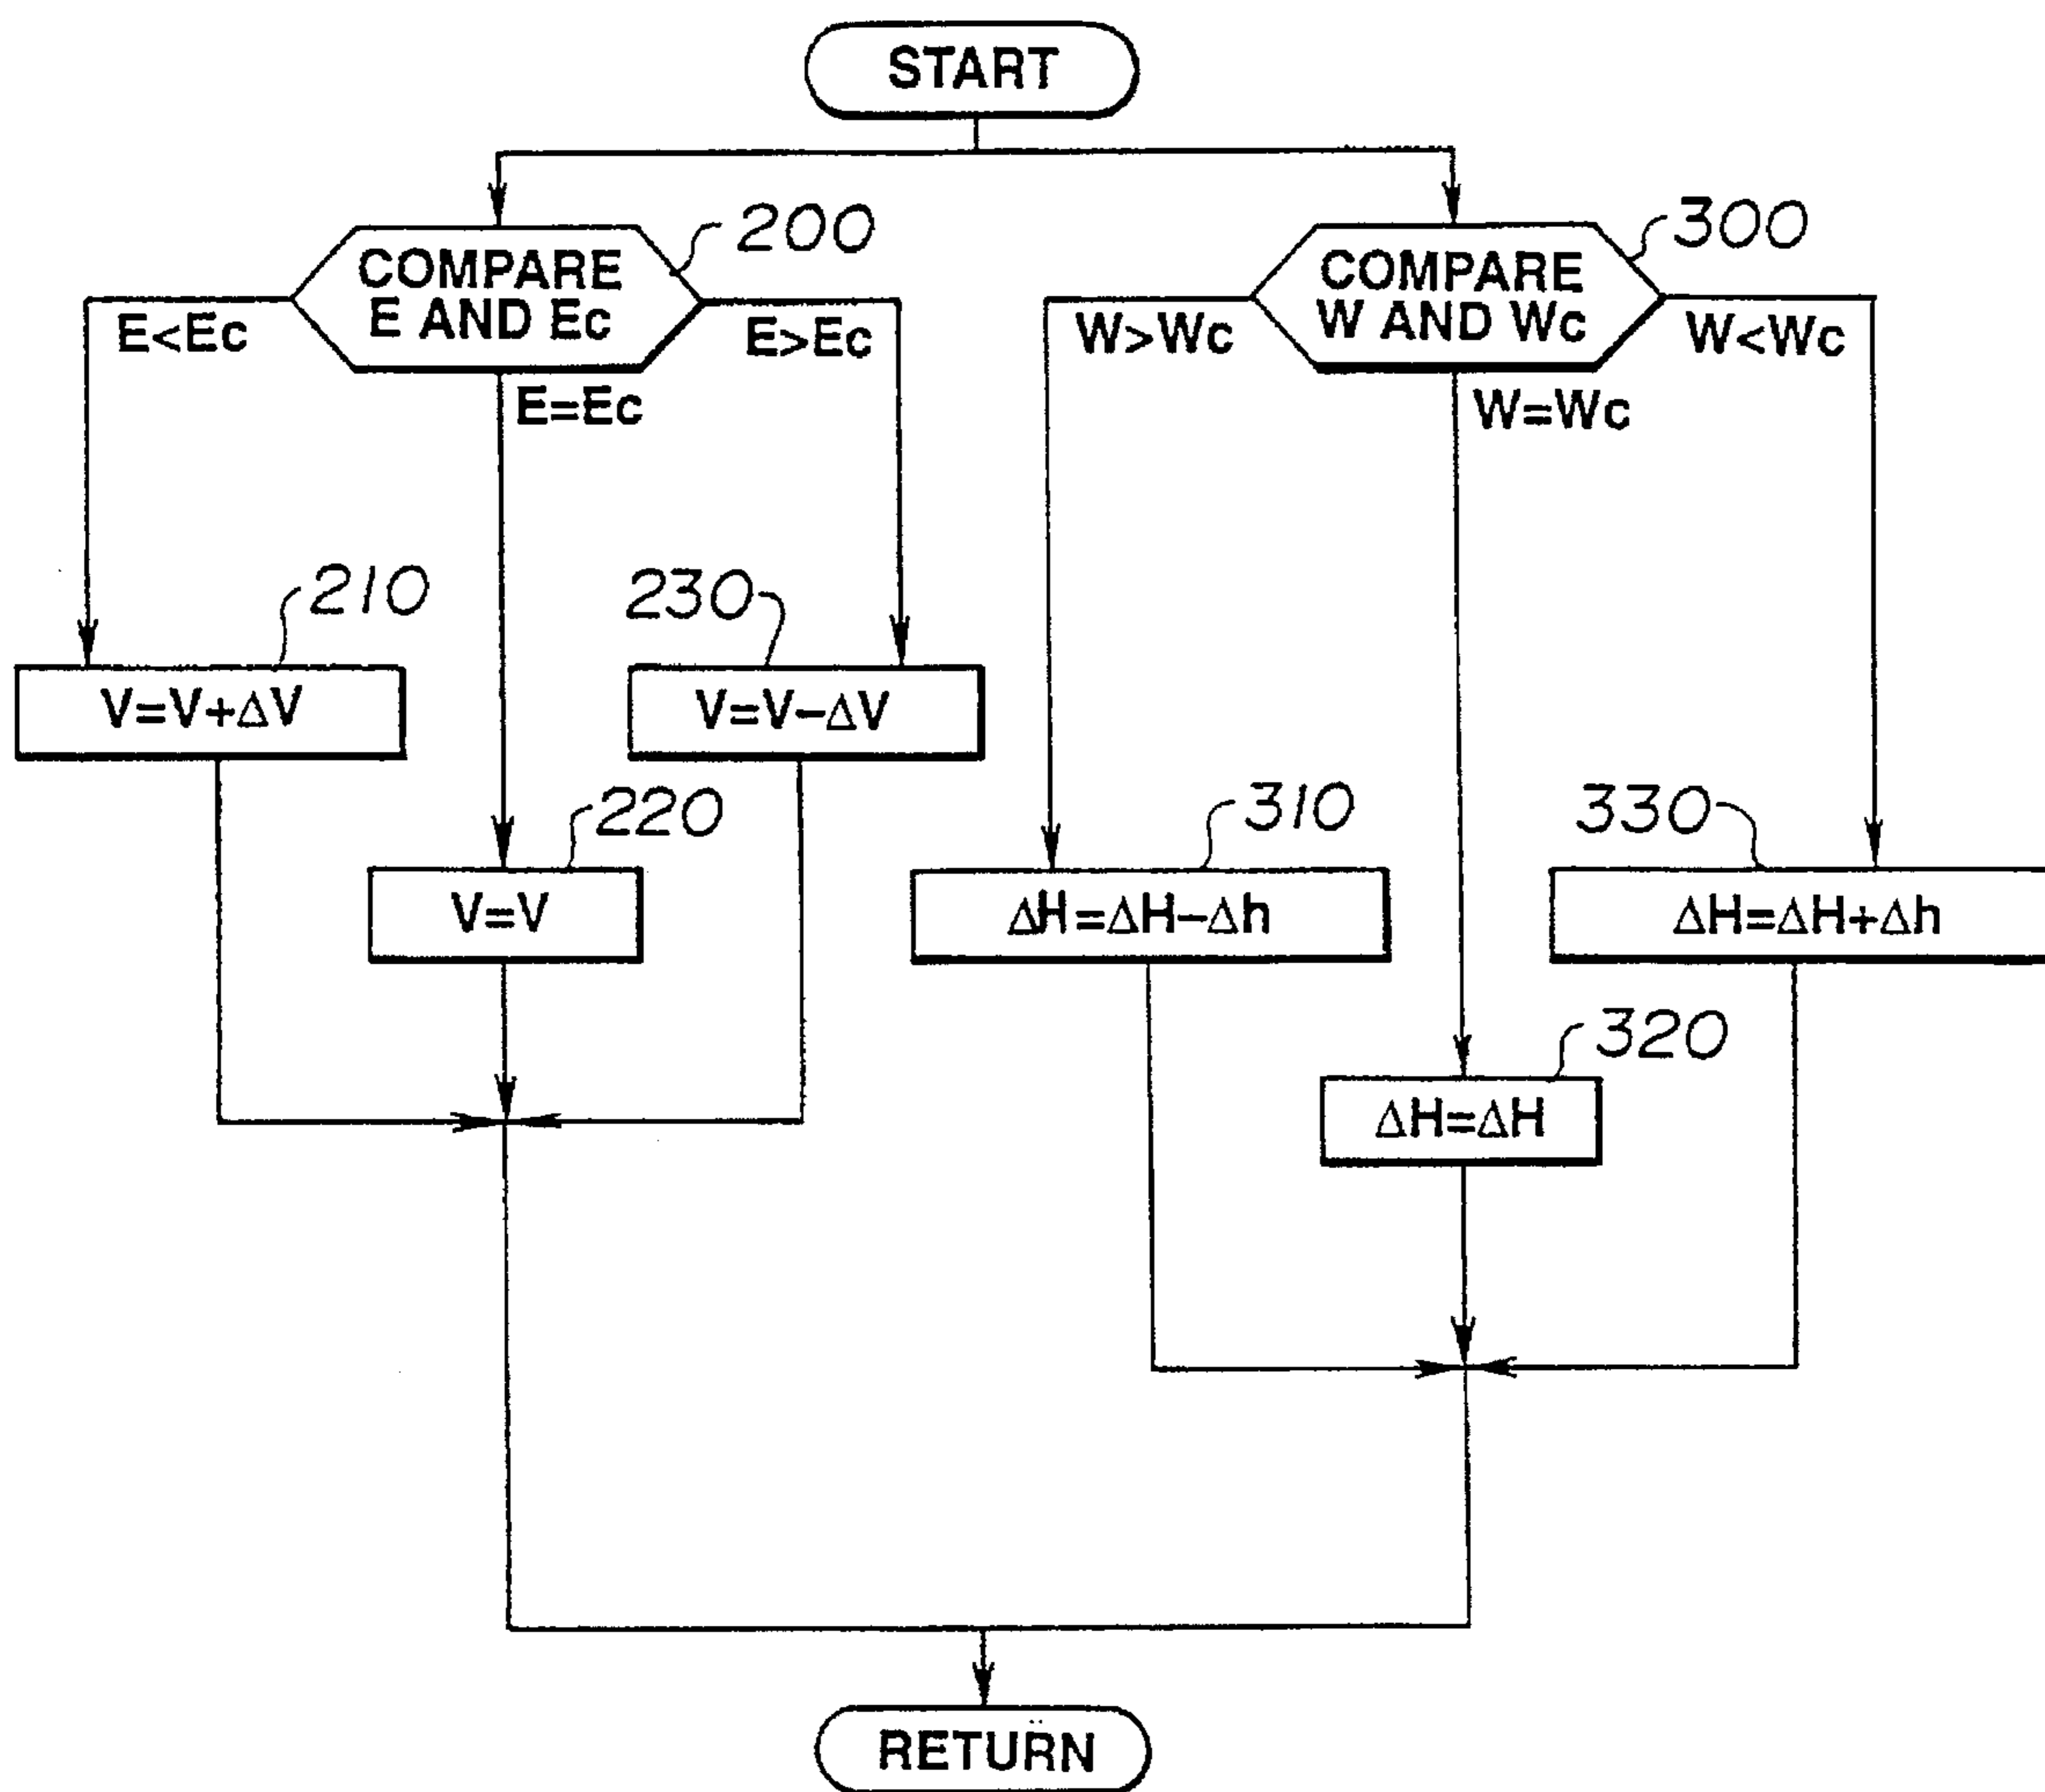 START
200
COMPARE
E AND Ec
E<Ec
E>Ec
E=Ec
300
COMPARE
W AND Wc
W>Wc
W<Wc
W=Wc
210
V=V+ΔV
230
V=V−ΔV
220
V=V
310
ΔH=ΔH−Δh
330
ΔH=ΔH+Δh
320
ΔH=ΔH
RETURN